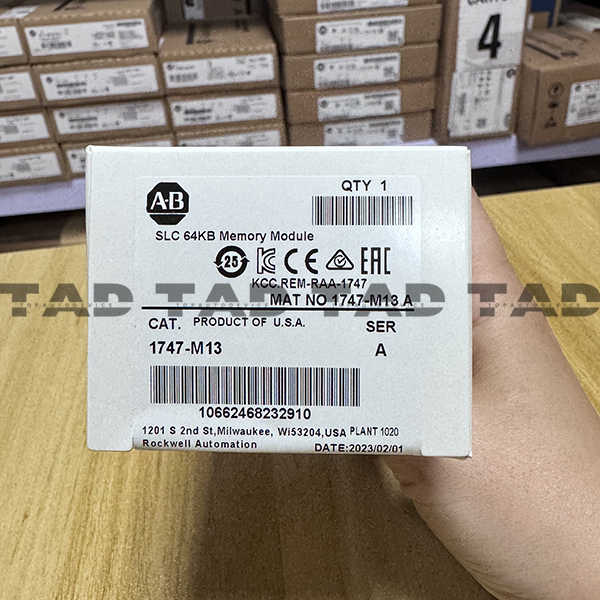 4
A-B
QTY 1
SLC 64KB Memory Module
25
CE
EAC
KCC.REM-RAA-1747
MAT NO 1747-M13 A
TAD TAD TAD TAD
TOPAUTODEVICE
CAT. PRODUCT OF U.S.A. SER
1747-M13 A
10662468232910
1201 S 2nd St,Milwaukee, Wi53204,USA PLANT 1020
Rockwell Automation DATE:2023/02/01